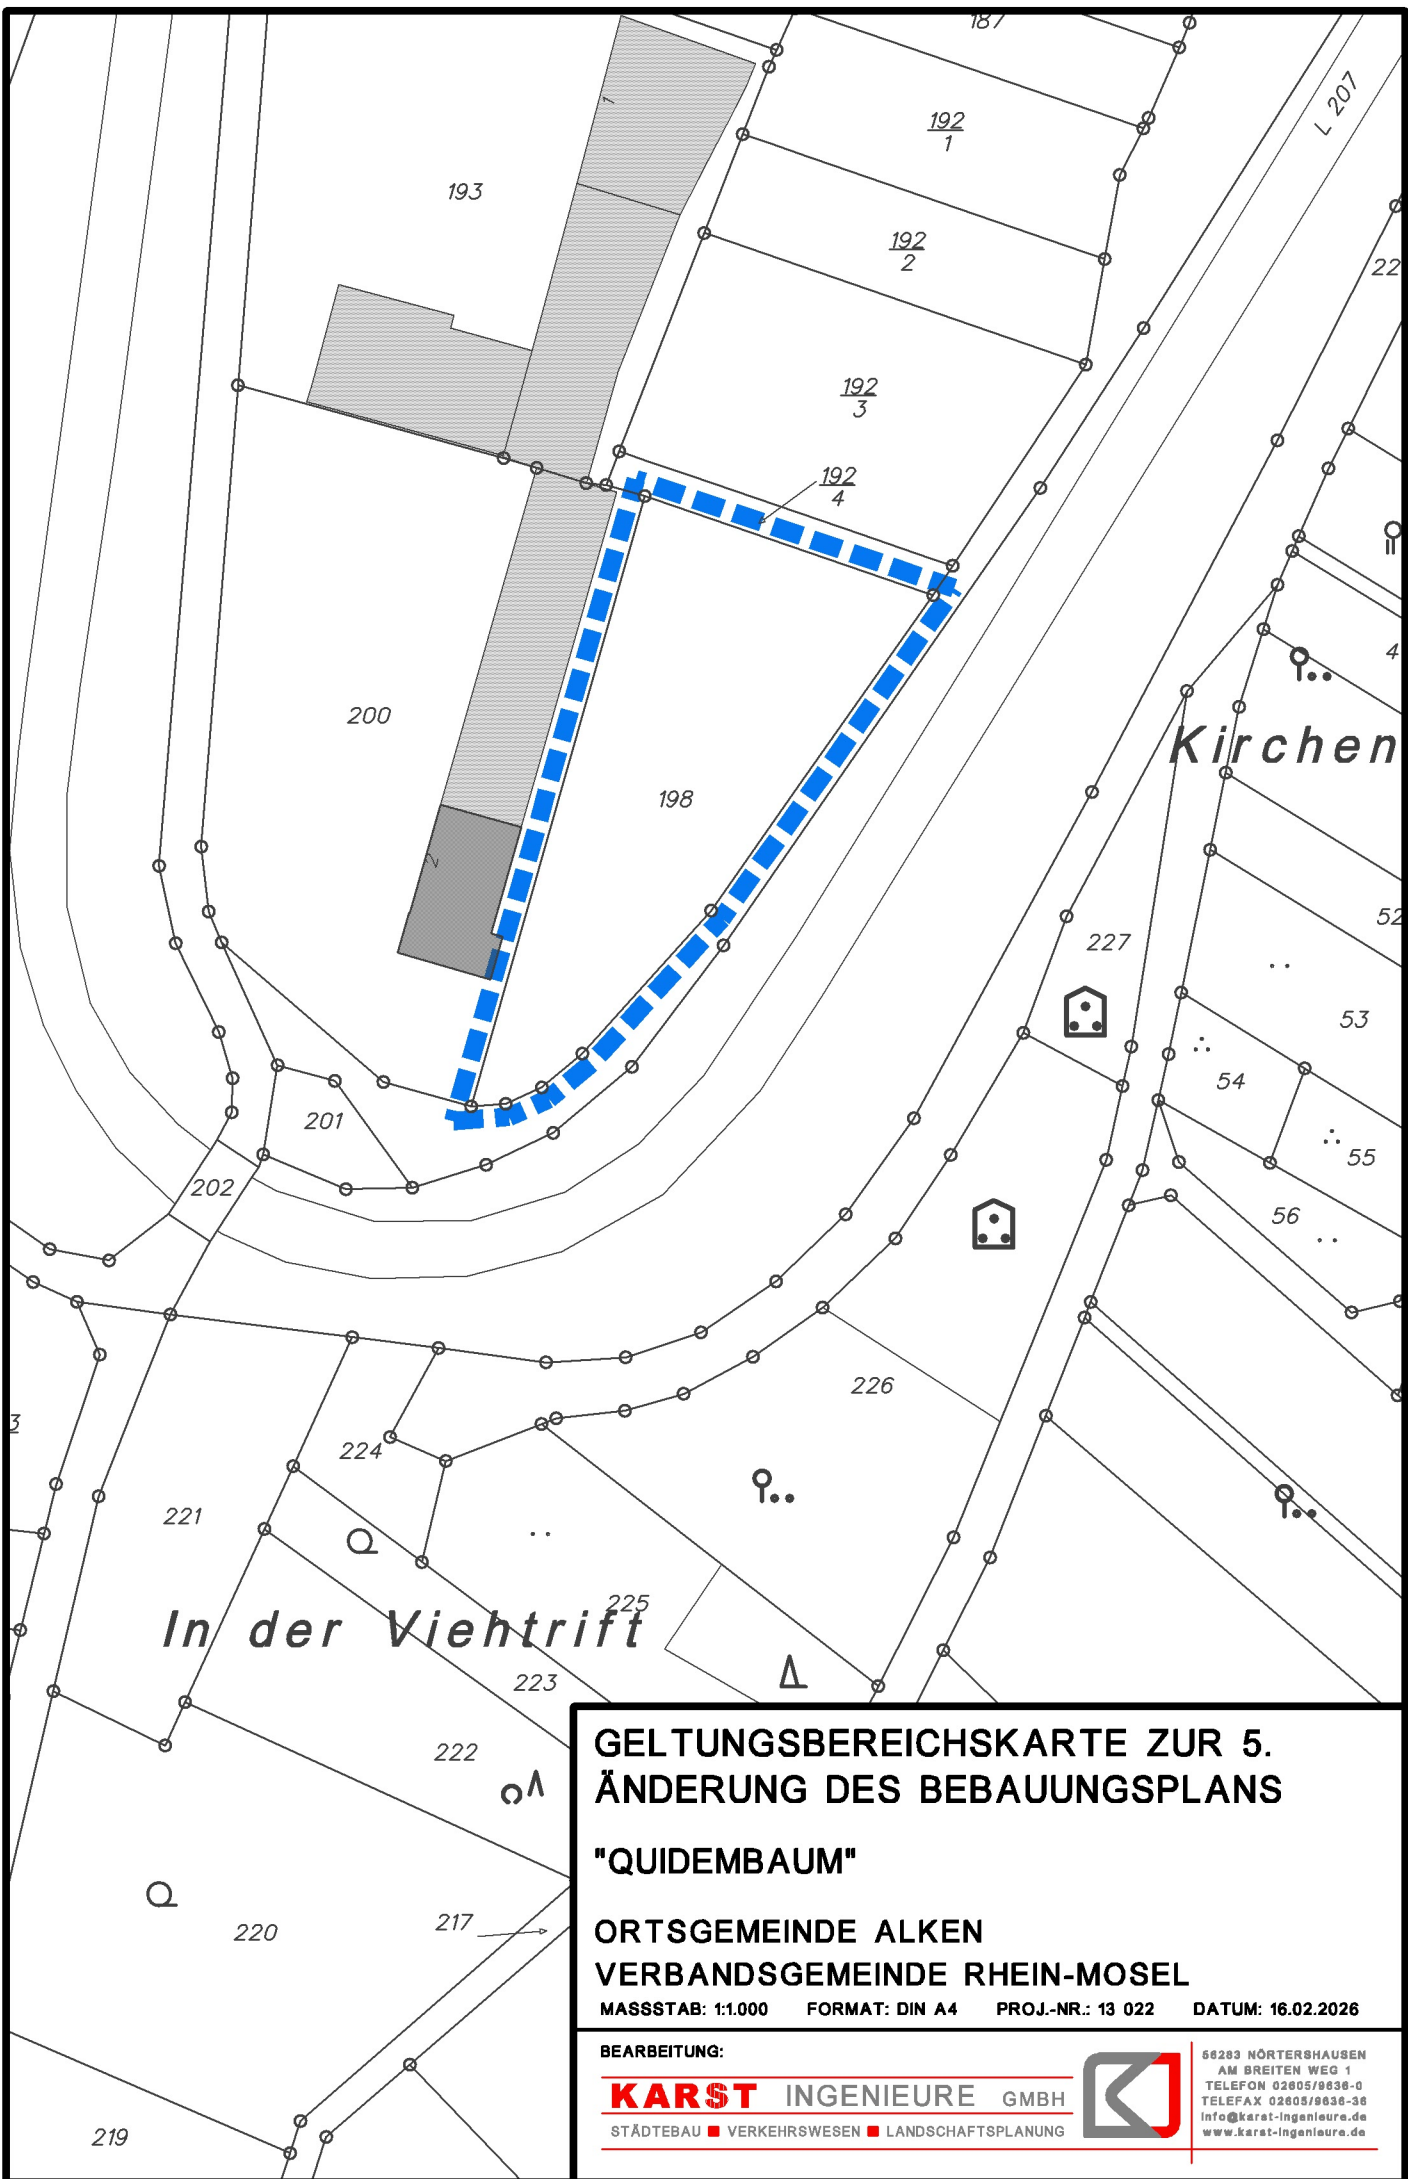 187
L 207
1
192
1
193
192
2
22
192
3
192
4
4
200
Kirchen
198
2
52
227
53
54
201
55
202
56
226
3
224
221
225
In der Viehtrift
223
222
217
220
219
GELTUNGSBEREICHSKARTE ZUR 5.
ÄNDERUNG DES BEBAUUNGSPLANS
"QUIDEMBAUM"
ORTSGEMEINDE ALKEN
VERBANDSGEMEINDE RHEIN-MOSEL
MASSSTAB: 1:1.000 FORMAT: DIN A4 PROJ.-NR.: 13 022 DATUM: 16.02.2026
BEARBEITUNG:
KARST INGENIEURE GMBH
STÄDTEBAU ■ VERKEHRSWESEN ■ LANDSCHAFTSPLANUNG
56283 NÖRTERSHAUSEN
AM BREITEN WEG 1
TELEFON 02605/9636-0
TELEFAX 02605/9636-36
info@karst-ingenieure.de
www.karst-ingenieure.de